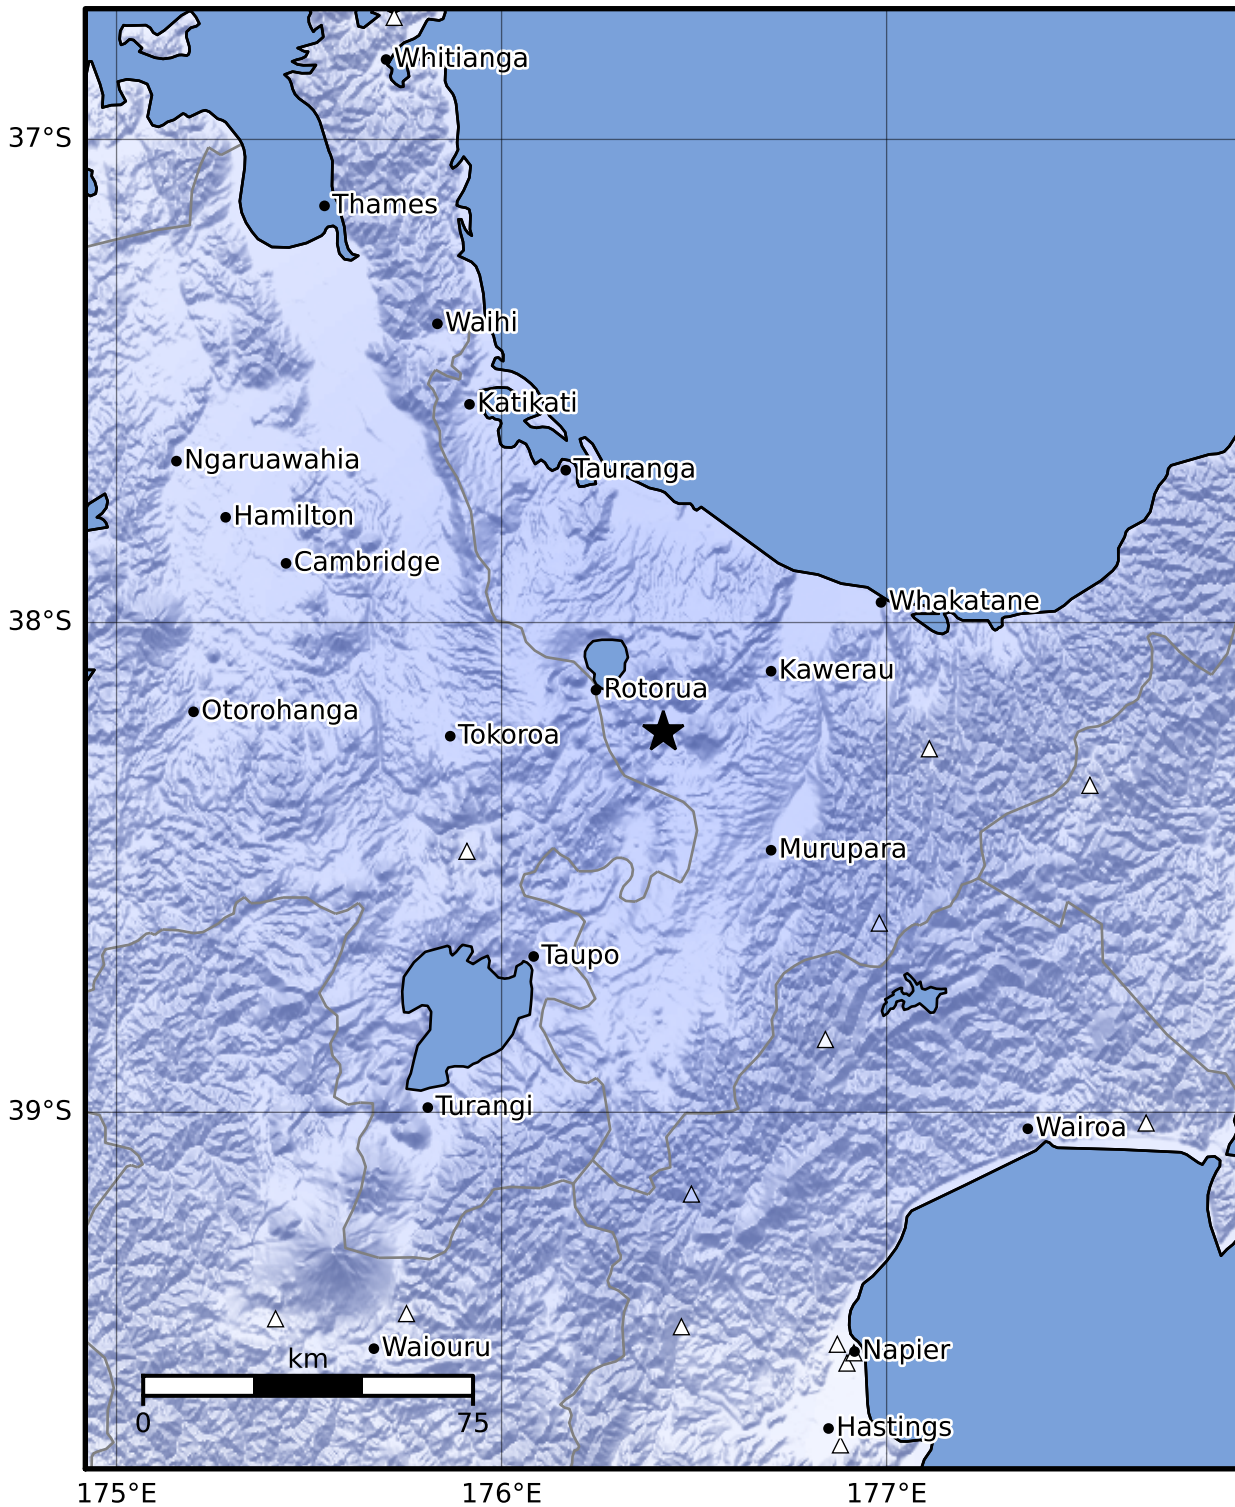 Whitianga
37°S
Thames
Waihi
Katikati
Ngaruawahia
Tauranga
Hamilton
Cambridge
Whakatane
38°S
Kawerau
Rotorua
Otorohanga
Tokoroa
Murupara
Taupo
Turangi
39°S
Wairoa
Waiouru
Napier
km
0
75
Hastings
175°E
176°E
177°E